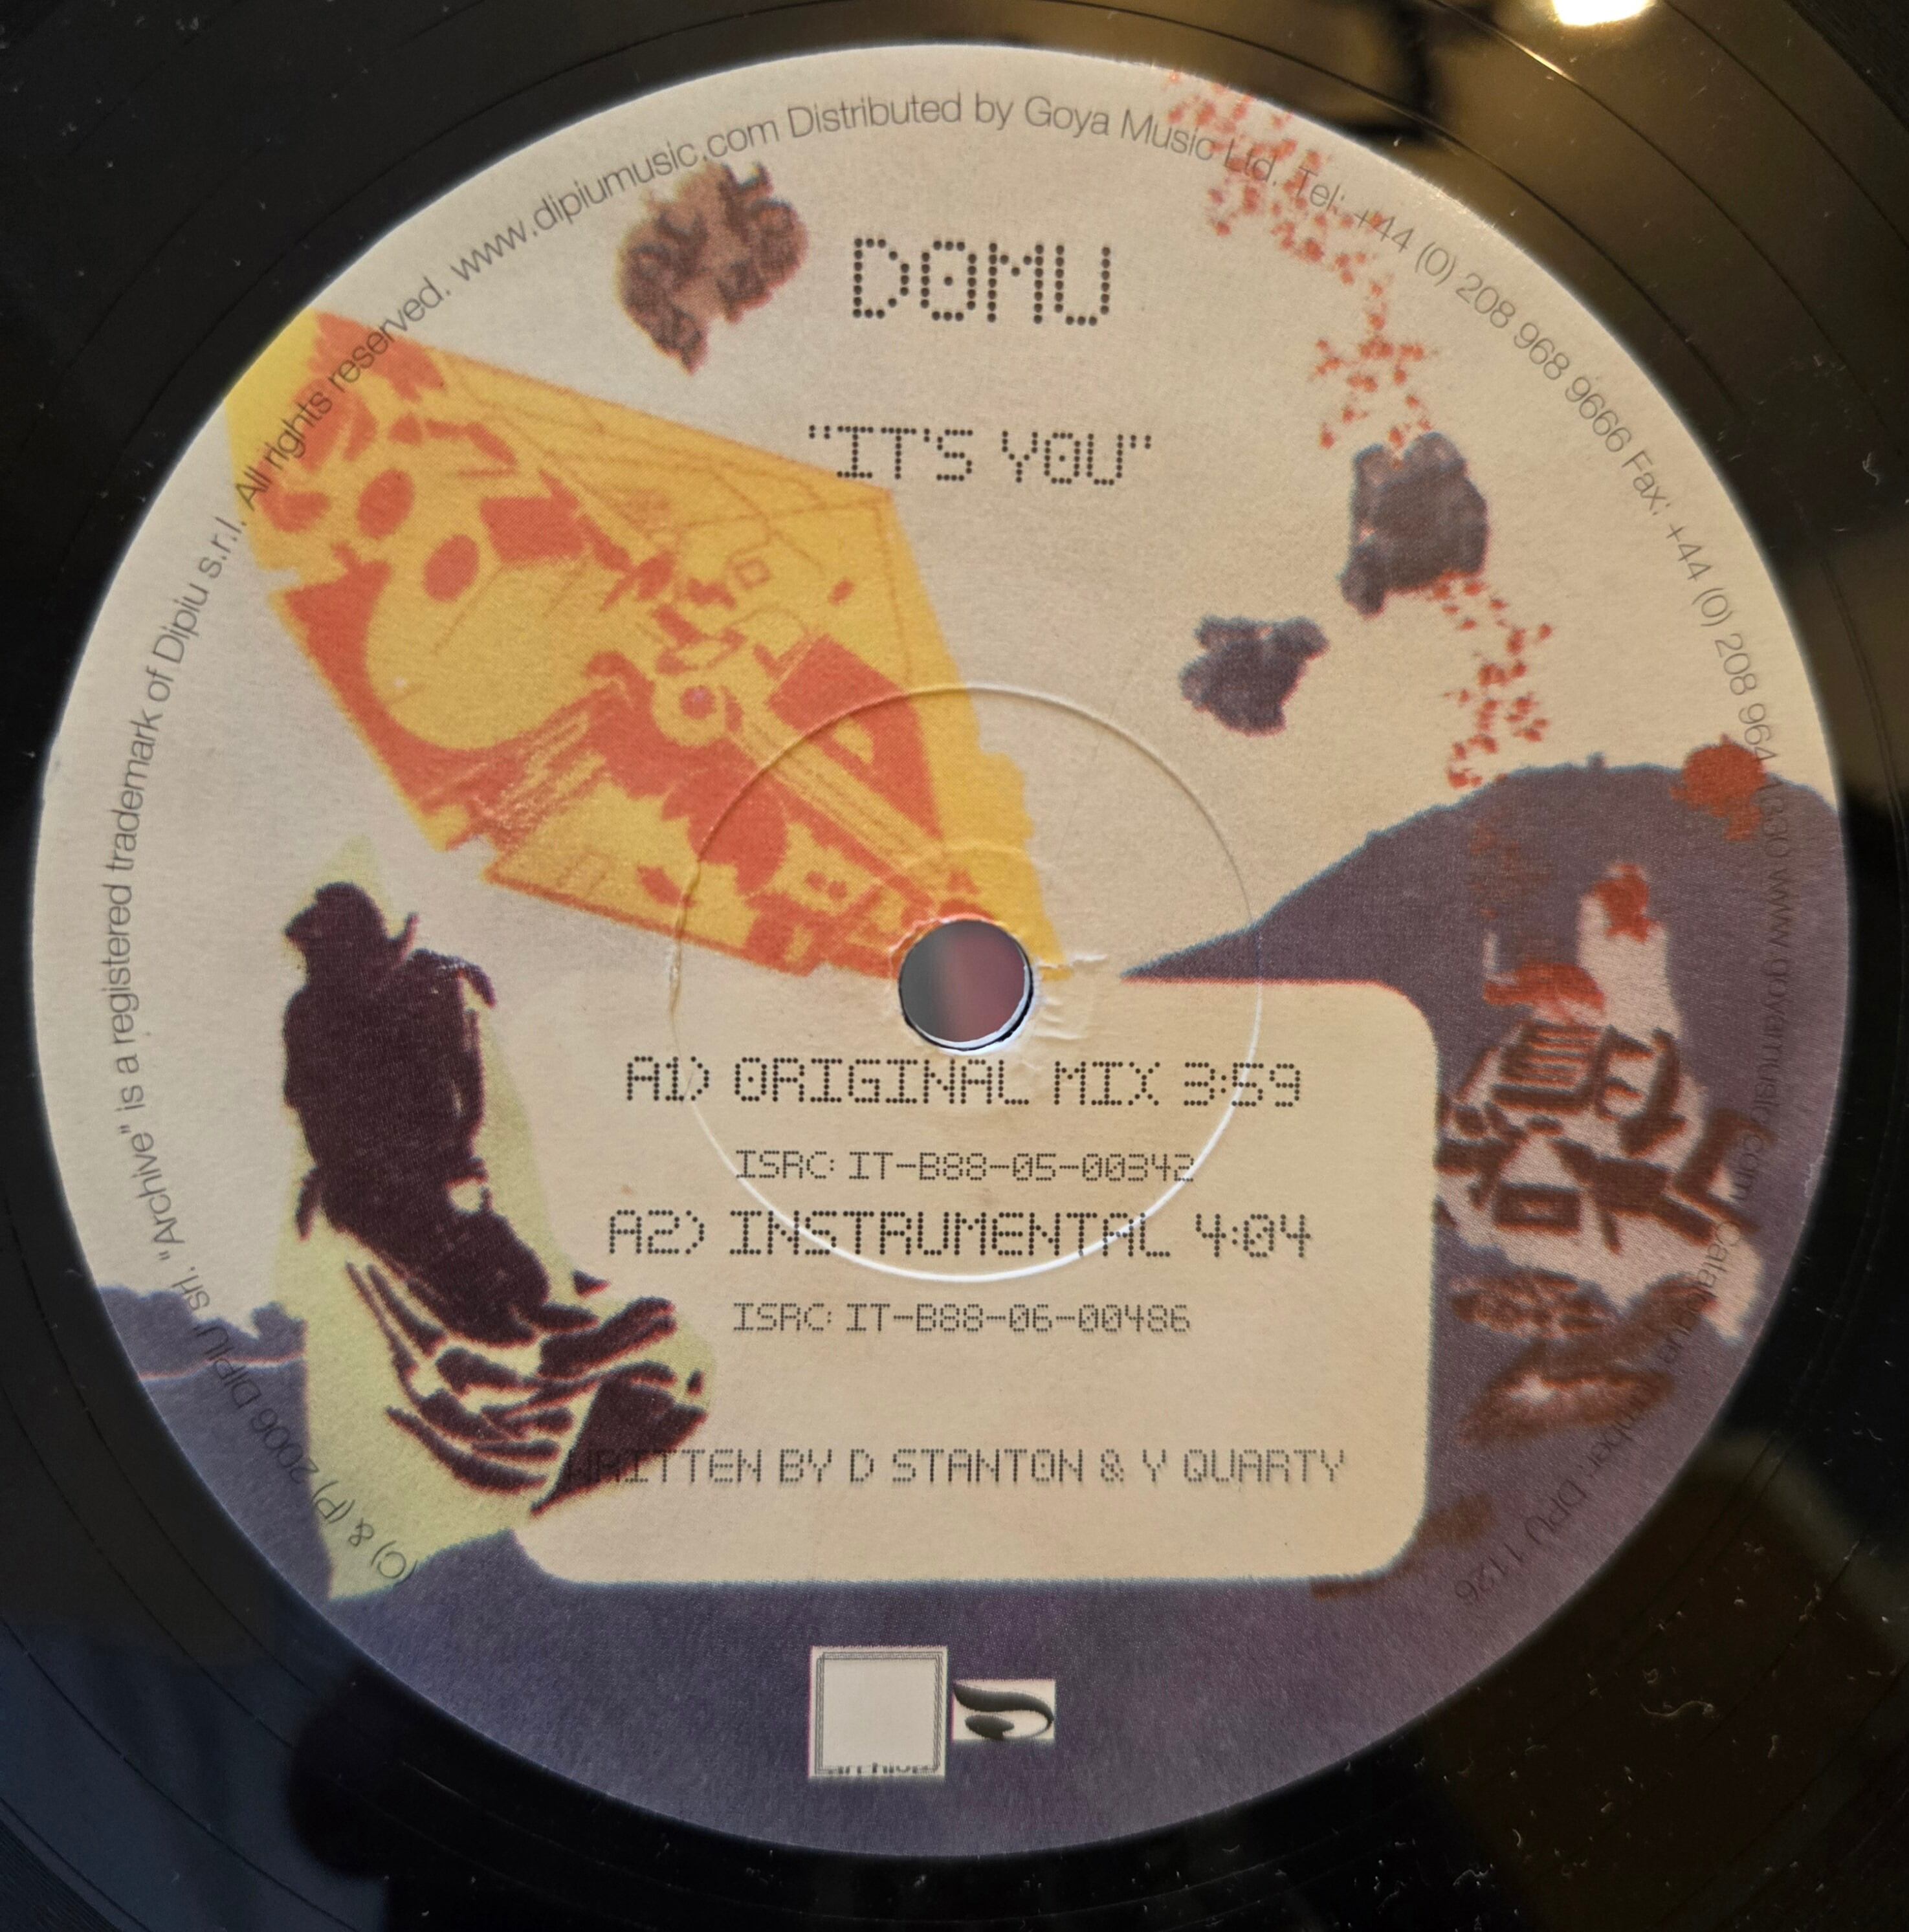 DOMU
"IT'S YOU"
A1) ORIGINAL MIX 3:59
ISRC: IT-B88-05-00342
A2) INSTRUMENTAL 4:04
ISRC: IT-B88-06-00486
WRITTEN BY D STANTON & Y QUARTY
archive
(C) & (P) 2006 DIPIU srl. "Archive" is a registered trademark of Dipiu s.r.l. All rights reserved. www.dipiumusic.com Distributed by Goya Music Ltd. Tel: +44 (0) 208 968 9666 Fax: +44 (0) 208 964 www.goyamusic.com Catalogue number DPU 1126